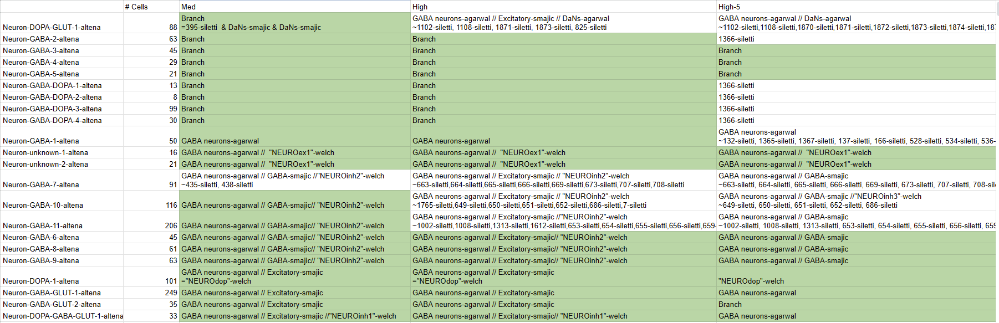 # Cells Med High High-5
Neuron-DOPA-GLUT-1-altena 88 Branch
=395-siletti & DaNs-smajic & DaNs-smajic
GABA neurons-agarwal // Excitatory-smajic // DaNs-agarwal
~1102-siletti, 1108-siletti, 1871-siletti, 1873-siletti, 825-siletti
GABA neurons-agarwal // DaNs-agarwal
~1102-siletti,1108-siletti,1870-siletti,1871-siletti,1872-siletti,1873-siletti,1874-siletti,
Neuron-GABA-2-altena 63 Branch Branch 1366-siletti
Neuron-GABA-3-altena 45 Branch Branch Branch
Neuron-GABA-4-altena 29 Branch Branch Branch
Neuron-GABA-5-altena 21 Branch Branch Branch
Neuron-GABA-DOPA-1-altena 13 Branch Branch 1366-siletti
Neuron-GABA-DOPA-2-altena 8 Branch Branch 1366-siletti
Neuron-GABA-DOPA-3-altena 99 Branch Branch 1366-siletti
Neuron-GABA-DOPA-4-altena 30 Branch Branch 1366-siletti
Neuron-GABA-1-altena 50 GABA neurons-agarwal GABA neurons-agarwal GABA neurons-agarwal
~132-siletti, 1365-siletti, 1367-siletti, 137-siletti, 166-siletti, 528-siletti, 534-siletti, 536-
Neuron-unknown-1-altena 16 GABA neurons-agarwal // "NEUROex1"-welch GABA neurons-agarwal // "NEUROex1"-welch GABA neurons-agarwal // "NEUROex1"-welch
Neuron-unknown-2-altena 21 GABA neurons-agarwal // "NEUROex1"-welch GABA neurons-agarwal // "NEUROex1"-welch GABA neurons-agarwal // "NEUROex1"-welch
Neuron-GABA-7-altena 91 GABA neurons-agarwal // GABA-smajic //"NEUROinh2"-welch
~435-siletti, 438-siletti
GABA neurons-agarwal // Excitatory-smajic // "NEUROinh2"-welch
~663-siletti,664-siletti,665-siletti,666-siletti,669-siletti,673-siletti,707-siletti,708-siletti
GABA neurons-agarwal // GABA-smajic
~663-siletti, 664-siletti, 665-siletti, 666-siletti, 669-siletti, 673-siletti, 707-siletti, 708-sil
Neuron-GABA-10-altena 116 GABA neurons-agarwal // GABA-smajic// "NEUROinh2"-welch
GABA neurons-agarwal // Excitatory-smajic // "NEUROinh2"-welch
~1765-siletti,649-siletti,650-siletti,651-siletti,652-siletti,686-siletti,7-siletti
GABA neurons-agarwal // GABA-smajic //"NEUROinh3"-welch
~649-siletti, 650-siletti, 651-siletti, 652-siletti, 686-siletti
Neuron-GABA-11-altena 206 GABA neurons-agarwal // GABA-smajic// "NEUROinh2"-welch
GABA neurons-agarwal // Excitatory-smajic //"NEUROinh2"-welch
~1002-siletti,1008-siletti,1313-siletti,1612-siletti,653-siletti,654-siletti,655-siletti,656-siletti,659-
GABA neurons-agarwal // GABA-smajic
~1002-siletti, 1008-siletti, 1313-siletti, 653-siletti, 654-siletti, 655-siletti, 656-siletti, 659
Neuron-GABA-6-altena 45 GABA neurons-agarwal // GABA-smajic// "NEUROinh2"-welch GABA neurons-agarwal // Excitatory-smajic// "NEUROinh2"-welch GABA neurons-agarwal // GABA-smajic
Neuron-GABA-8-altena 61 GABA neurons-agarwal // GABA-smajic// "NEUROinh2"-welch GABA neurons-agarwal // Excitatory-smajic// "NEUROinh2"-welch GABA neurons-agarwal // GABA-smajic
Neuron-GABA-9-altena 63 GABA neurons-agarwal // GABA-smajic// "NEUROinh2"-welch GABA neurons-agarwal // Excitatory-smajic// "NEUROinh2"-welch GABA neurons-agarwal // GABA-smajic
Neuron-DOPA-1-altena 101 GABA neurons-agarwal // Excitatory-smajic
="NEUROdop"-welch
GABA neurons-agarwal // Excitatory-smajic
="NEUROdop"-welch
"NEUROdop"-welch
Neuron-GABA-GLUT-1-altena 249 GABA neurons-agarwal // Excitatory-smajic GABA neurons-agarwal // Excitatory-smajic GABA neurons-agarwal
Neuron-GABA-GLUT-2-altena 35 GABA neurons-agarwal // Excitatory-smajic GABA neurons-agarwal // Excitatory-smajic Branch
Neuron-DOPA-GABA-GLUT-1-altena 33 GABA neurons-agarwal // Excitatory-smajic //"NEUROinh1"-welch GABA neurons-agarwal // Excitatory-smajic// "NEUROinh1"-welch GABA neurons-agarwal